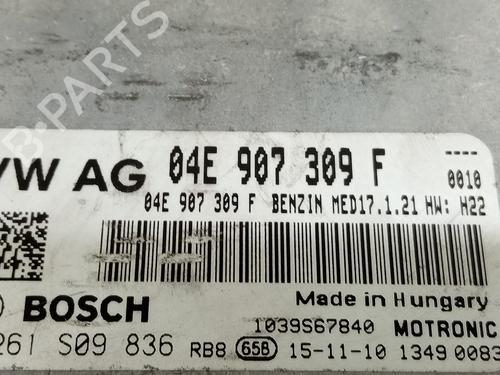 VW AG 04E 907 309 F
----
0010
04E 907 309 F BENZIN MED17.1.21 HW: H22
BOSCH
Made in Hungary
1039S67840 MOTRONIC
261 S09 836 RB8 65B 15-11-10 1349 0083
B-PARTS